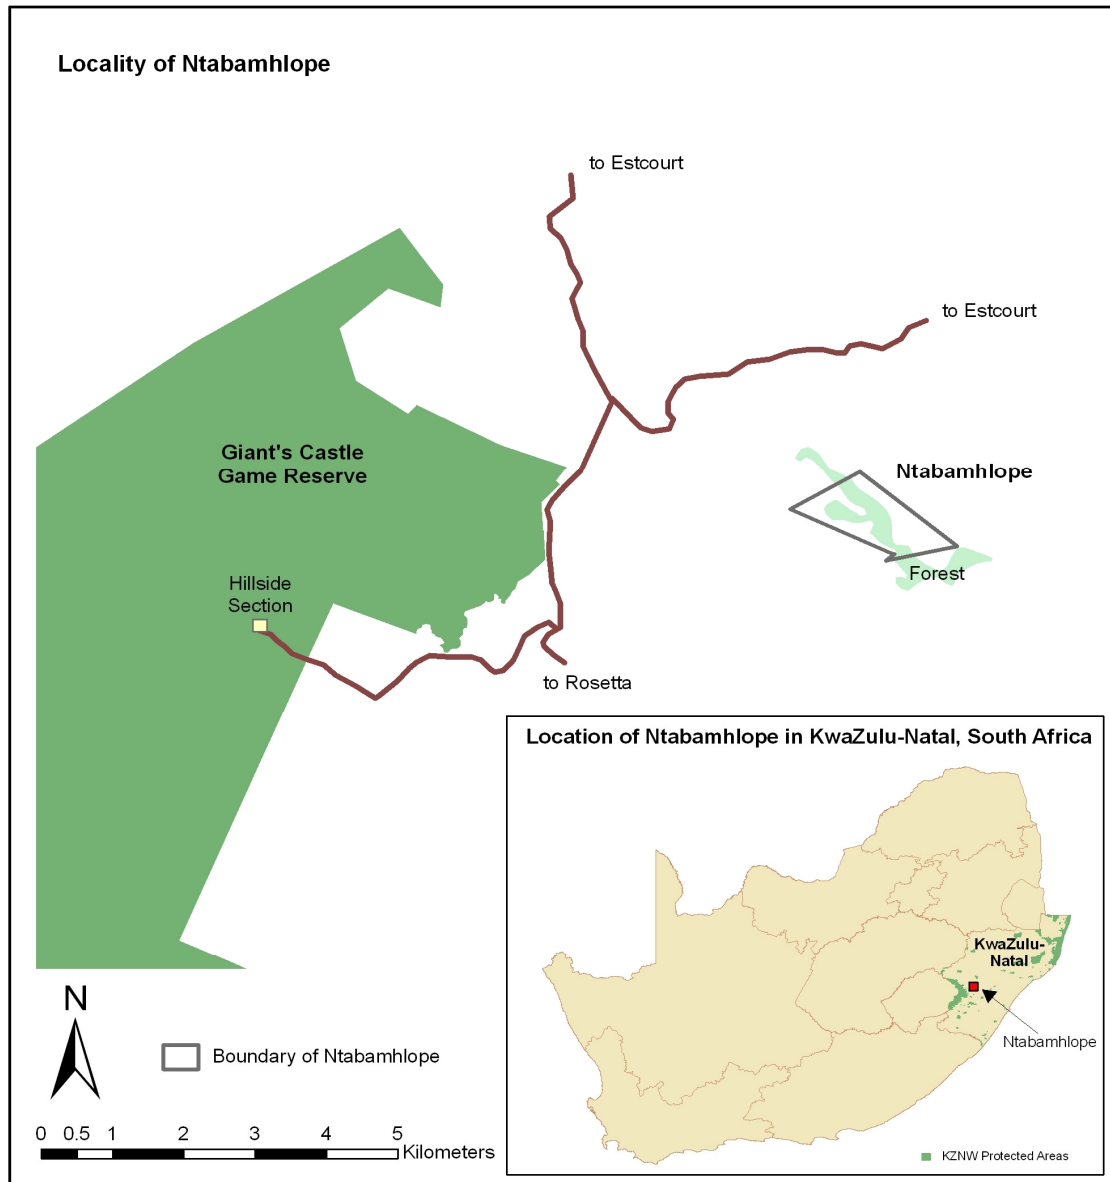 Locality of Ntabamhlope
to Estcourt
to Estcourt
Giant's Castle
Game Reserve
Ntabamhlope
Hillside
Section
Forest
to Rosetta
Location of Ntabamhlope in KwaZulu-Natal, South Africa
KwaZulu-
Natal
Ntabamhlope
KZNW Protected Areas
N
Boundary of Ntabamhlope
0 0.5 1 2 3 4 5
Kilometers